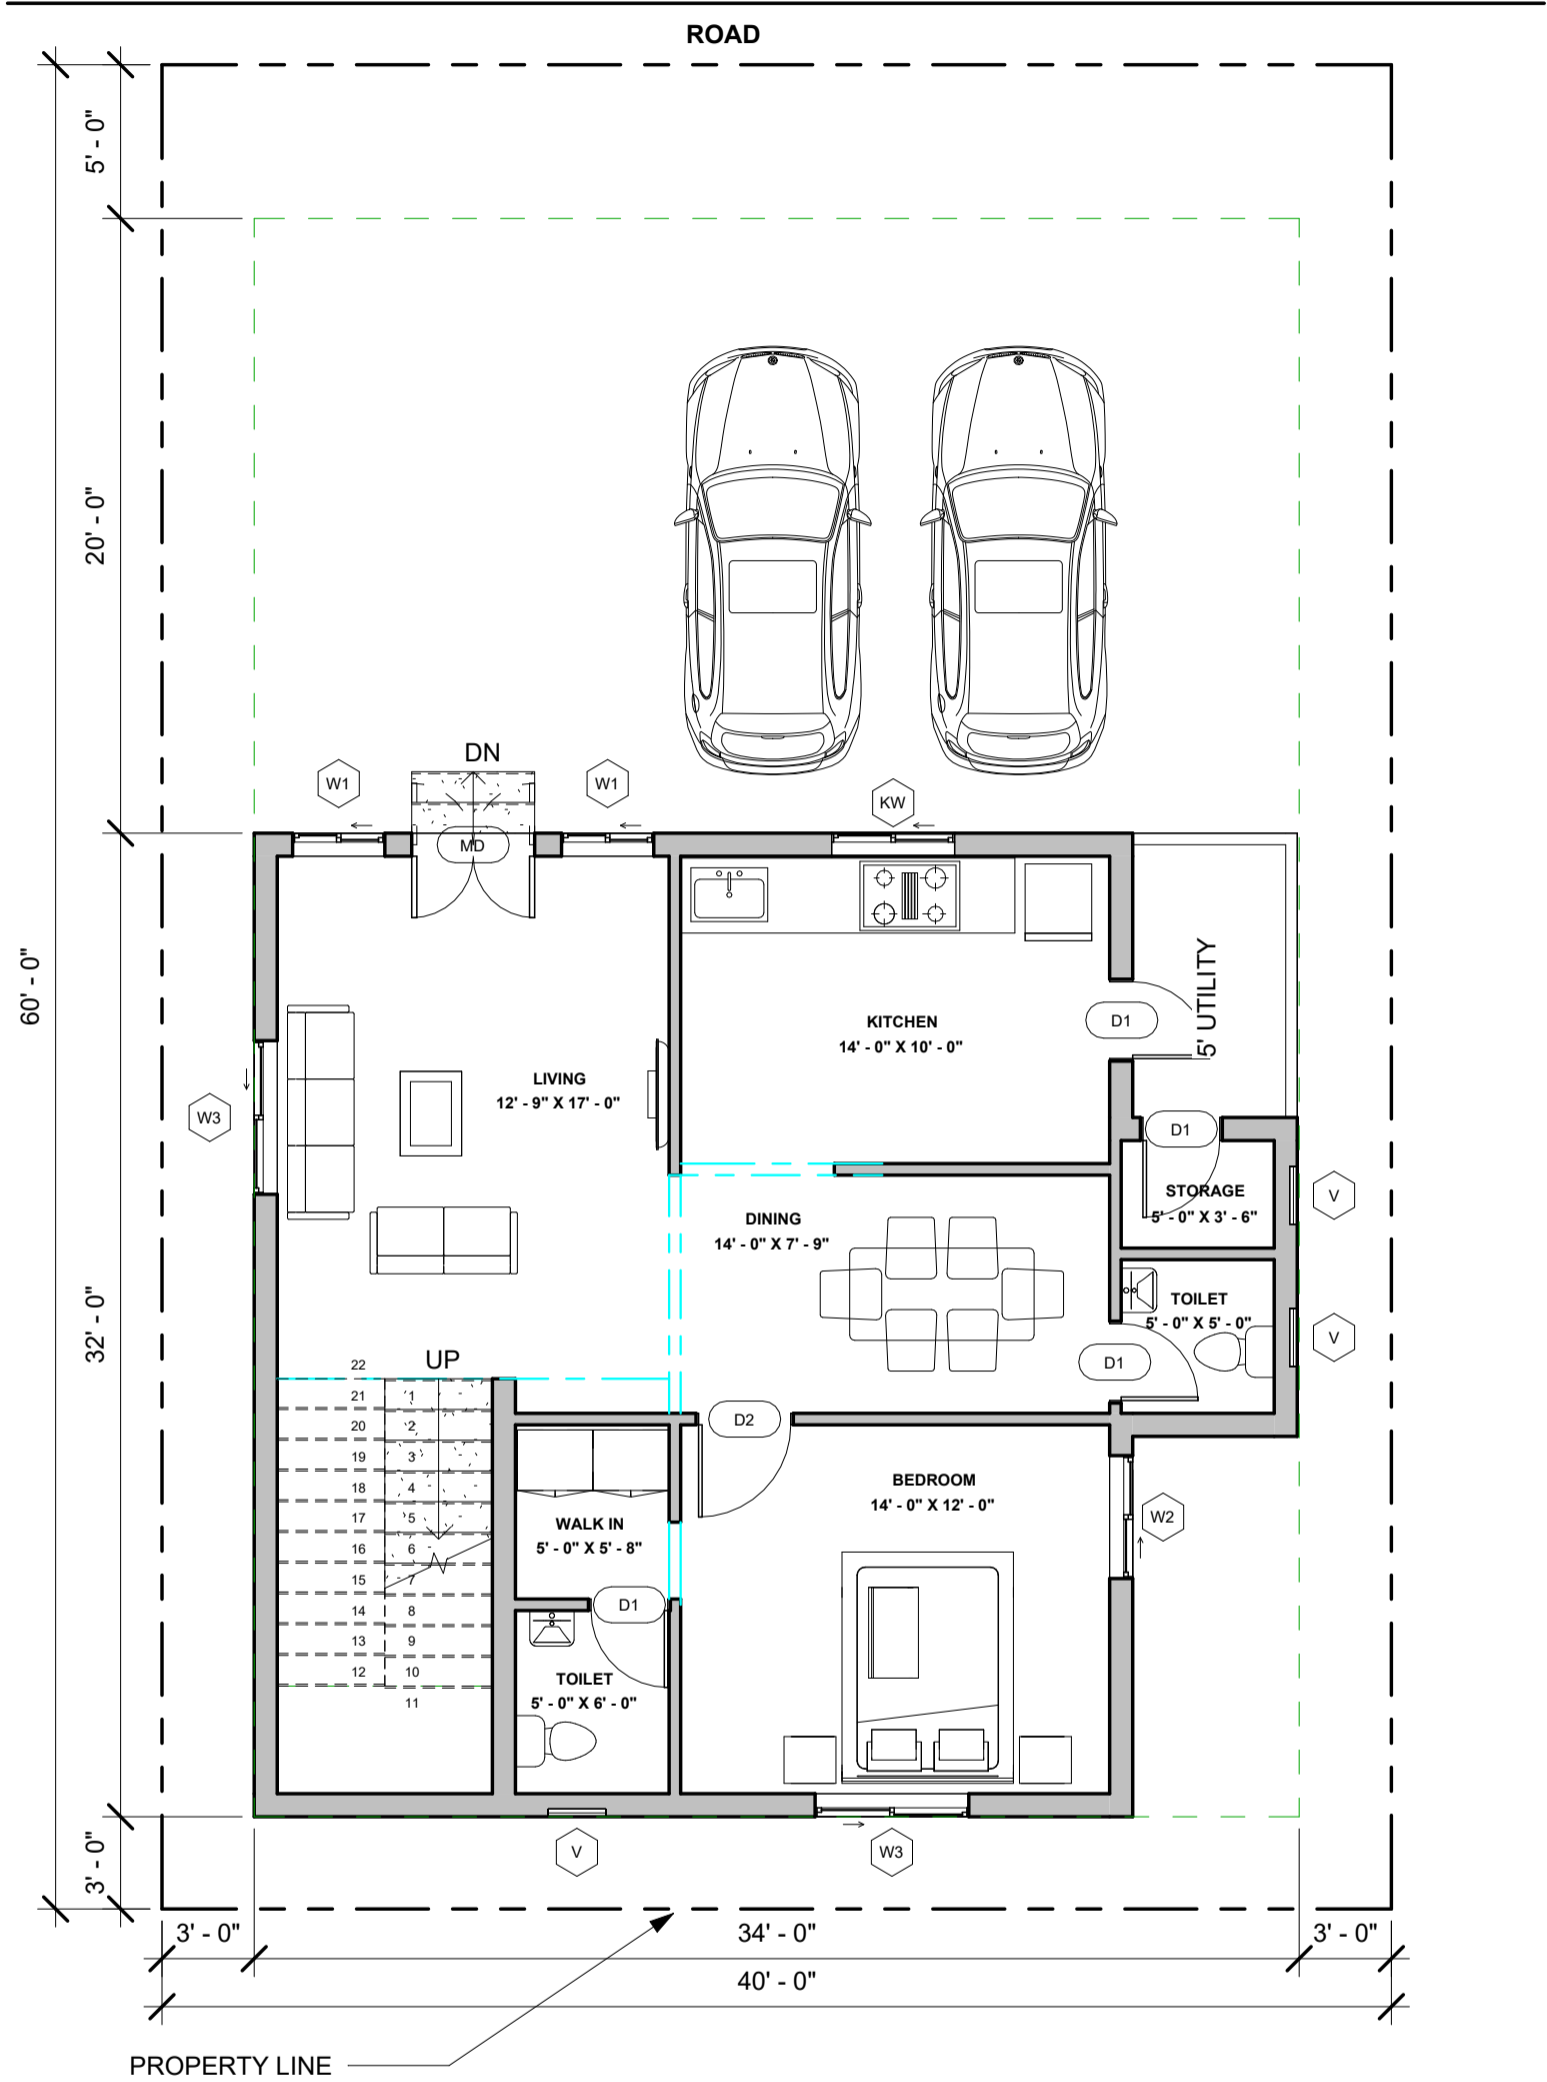 ROAD
5' - 0"
20' - 0"
60' - 0"
32' - 0"
3' - 0"
DN
W1
W1
KW
MD
5' UTILITY
KITCHEN
14' - 0" X 10' - 0"
D1
LIVING
12' - 9" X 17' - 0"
W3
D1
STORAGE
5' - 0" X 3' - 6"
V
DINING
14' - 0" X 7' - 9"
TOILET
5' - 0" X 5' - 0"
V
D1
UP
22
21
20
19
18
17
16
15
14
13
12
1
2
3
4
5
6
7
8
9
10
11
D2
BEDROOM
14' - 0" X 12' - 0"
W2
WALK IN
5' - 0" X 5' - 8"
D1
TOILET
5' - 0" X 6' - 0"
V
W3
3' - 0"
34' - 0"
3' - 0"
40' - 0"
PROPERTY LINE